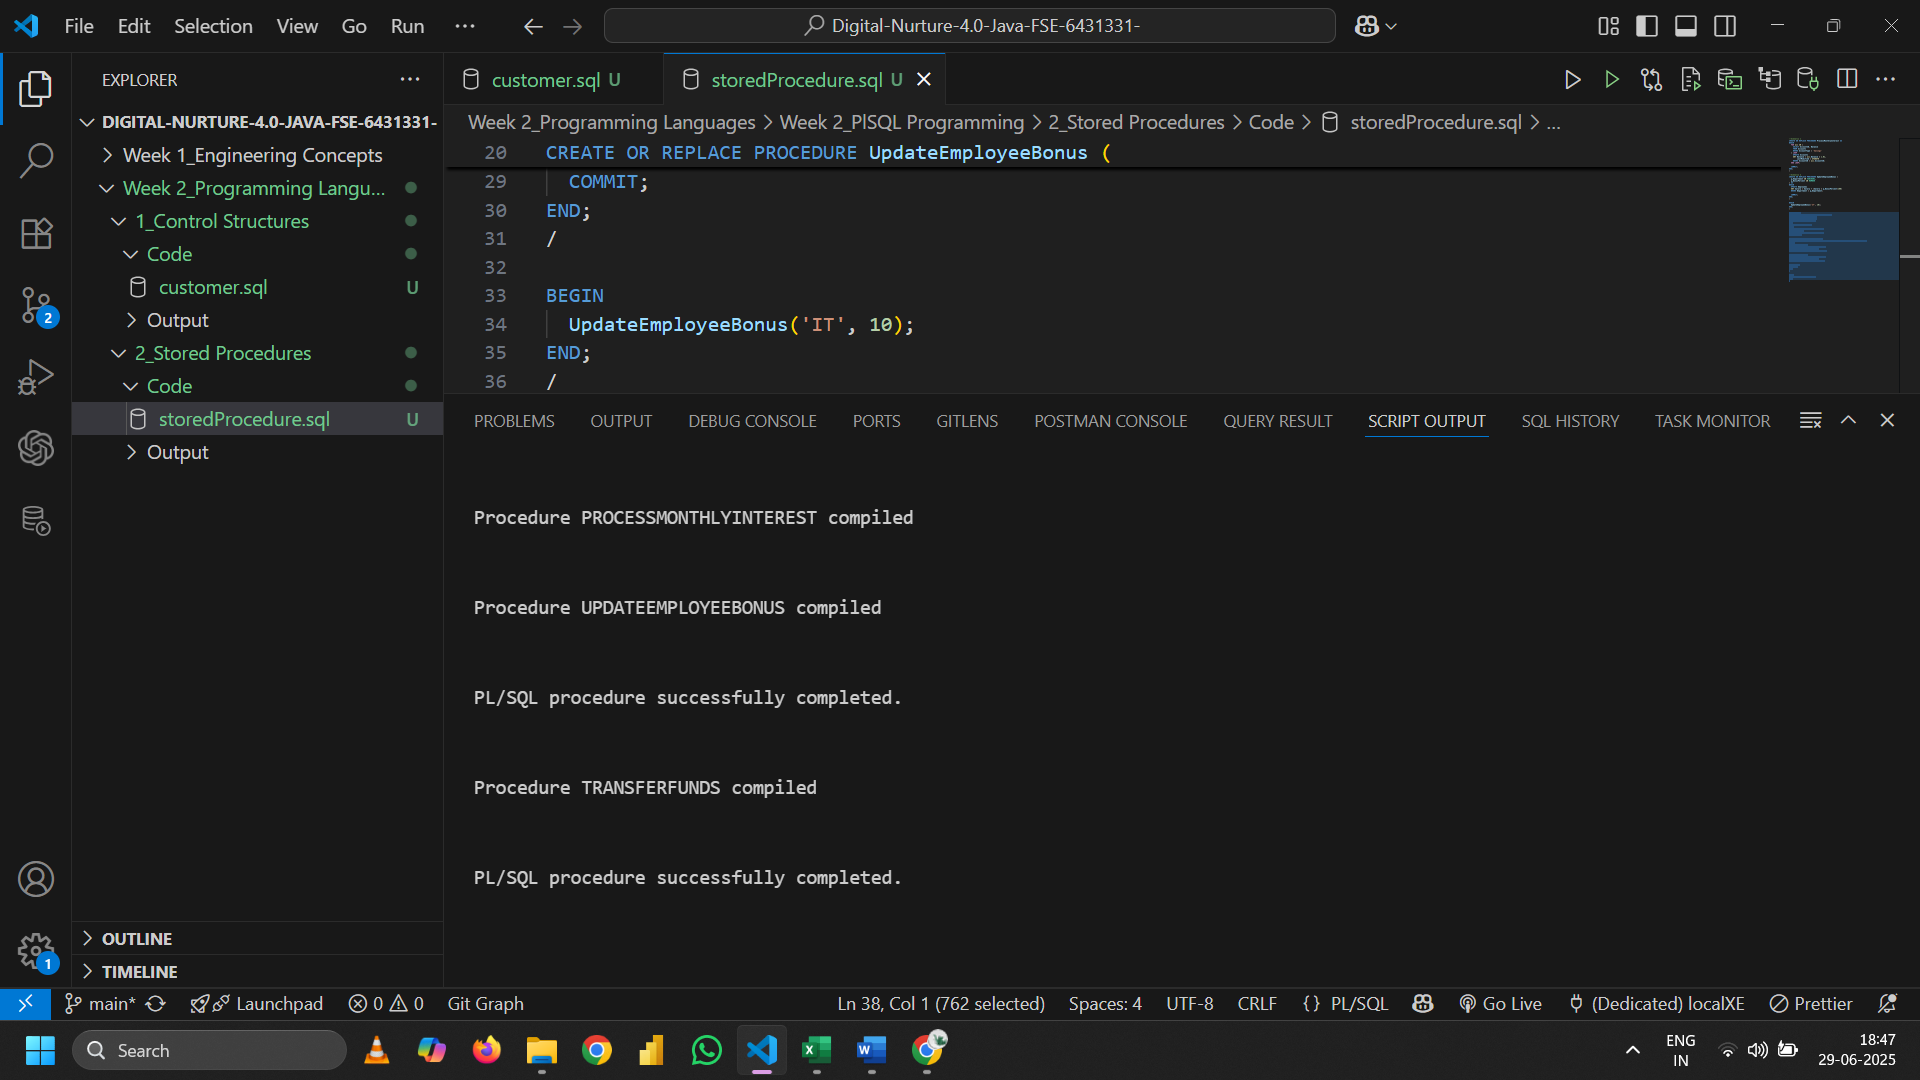 File Edit Selection View Go Run ···
Digital-Nurture-4.0-Java-FSE-6431331-
EXPLORER
DIGITAL-NURTURE-4.0-JAVA-FSE-6431331-
Week 1_Engineering Concepts
Week 2_Programming Langu...
1_Control Structures
Code
customer.sql U
Output
2_Stored Procedures
Code
storedProcedure.sql U
Output
OUTLINE
TIMELINE
2
1
customer.sql U
storedProcedure.sql U
Week 2_Programming Languages > Week 2_PlSQL Programming > 2_Stored Procedures > Code > storedProcedure.sql > ...
20 CREATE OR REPLACE PROCEDURE UpdateEmployeeBonus (
29 COMMIT;
30 END;
31 /
32
33 BEGIN
34 UpdateEmployeeBonus('IT', 10);
35 END;
36 /
PROBLEMS OUTPUT DEBUG CONSOLE PORTS GITLENS POSTMAN CONSOLE QUERY RESULT SCRIPT OUTPUT SQL HISTORY TASK MONITOR
Procedure PROCESSMONTHLYINTEREST compiled
Procedure UPDATEEMPLOYEEBONUS compiled
PL/SQL procedure successfully completed.
Procedure TRANSFERFUNDS compiled
PL/SQL procedure successfully completed.
main* Launchpad 0 0 Git Graph Ln 38, Col 1 (762 selected) Spaces: 4 UTF-8 CRLF {} PL/SQL Go Live (Dedicated) localXE Prettier
Search
ENG
IN
18:47
29-06-2025